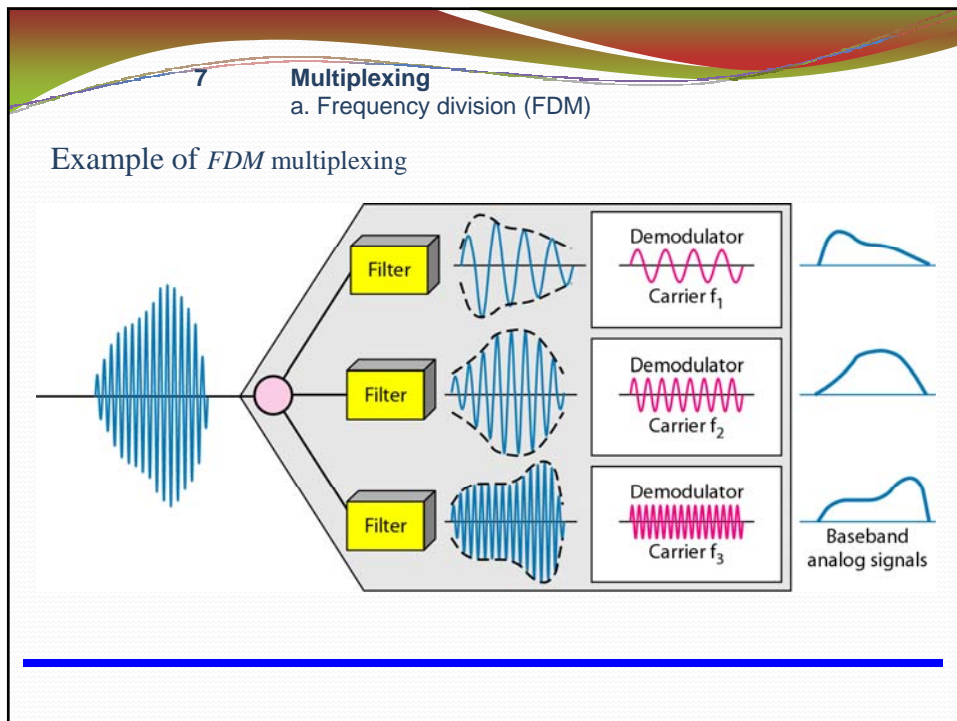 7 Multiplexing
a. Frequency division (FDM)
Example of FDM multiplexing
Filter
Demodulator
Carrier f1
Filter
Demodulator
Carrier f2
Filter
Demodulator
Carrier f3
Baseband
analog signals